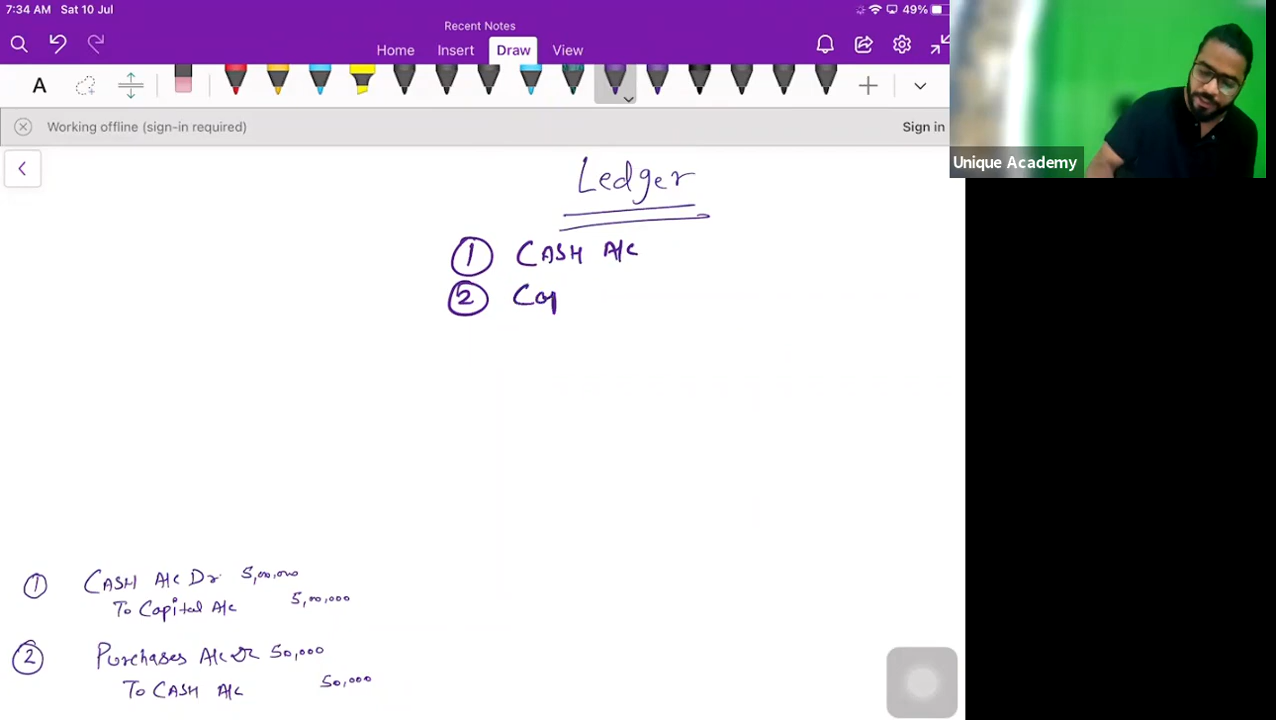 7:34 AM Sat 10 Jul
49%
Recent Notes
Home Insert Draw View
A
Working offline (sign-in required)
Sign in
Unique Academy
Ledger
1 CASH A/c
2 Cap
1 CASH A/c Dr 5,00,000
To Capital A/c 5,00,000
2 Purchases A/c Dr 50,000
To CASH A/c 50,000